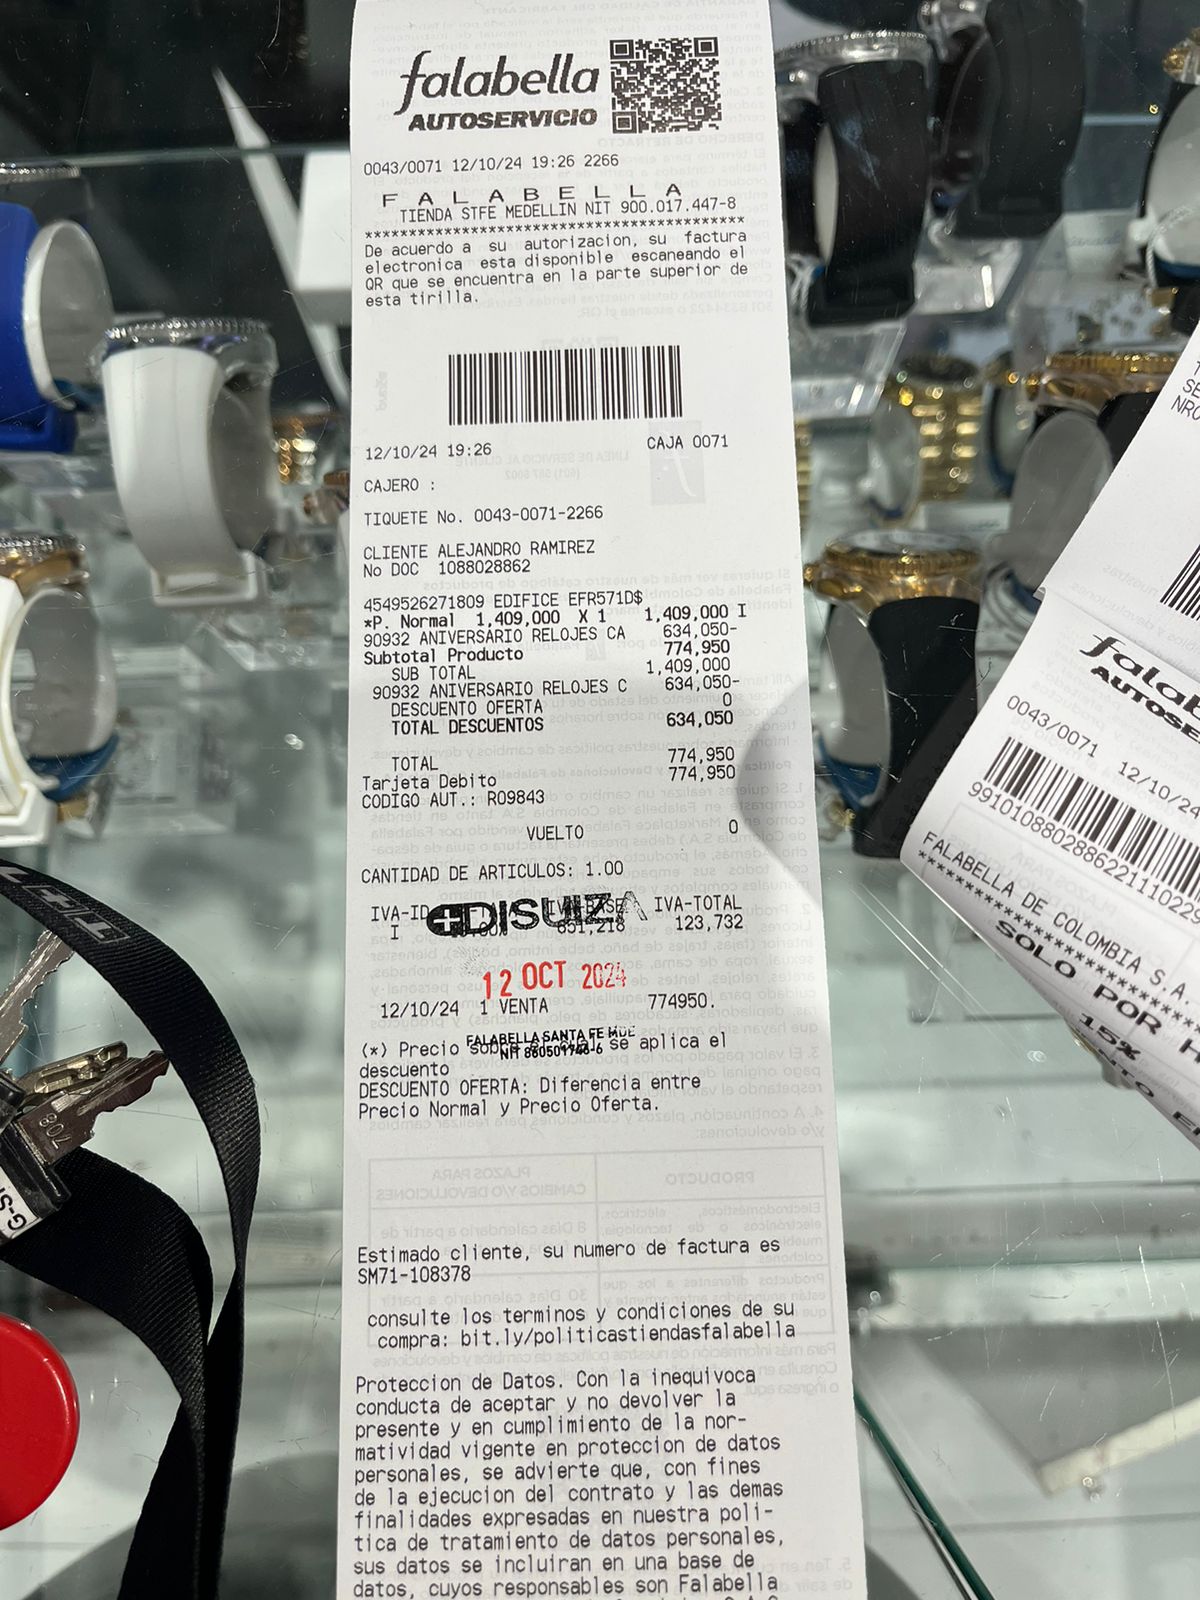 falabella
AUTOSERVICIO
0043/0071 12/10/24 19:26 2266
F A L A B E L L A
TIENDA STFE MEDELLIN NIT 900.017.447-8
De acuerdo a su autorizacion, su factura
electronica esta disponible escaneando el
QR que se encuentra en la parte superior de
esta tirilla.
12/10/24 19:26 CAJA 0071
CAJERO :
TIQUETE No. 0043-0071-2266
CLIENTE ALEJANDRO RAMIREZ
No DOC 1088028862
4549526271809 EDIFICE EFR571D$
*P. Normal 1,409,000 X 1 1,409,000 I
90932 ANIVERSARIO RELOJES CA 634,050-
Subtotal Producto 774,950
SUB TOTAL 1,409,000
90932 ANIVERSARIO RELOJES C 634,050-
DESCUENTO OFERTA 0
TOTAL DESCUENTOS 634,050
TOTAL 774,950
Tarjeta Debito 774,950
CODIGO AUT.: R09843
VUELTO 0
CANTIDAD DE ARTICULOS: 1.00
IVA-ID IVA-BASE IVA-TOTAL
I 651,218 123,732
DISUIZA
12 OCT 2024
12/10/24 1 VENTA 774950.
FALABELLA SANTA FE MDE
(*) Precio sobre el cual se aplica el
descuento
DESCUENTO OFERTA: Diferencia entre
Precio Normal y Precio Oferta.
Estimado cliente, su numero de factura es
SM71-108378
consulte los terminos y condiciones de su
compra: bit.ly/politicastiendasfalabella
Proteccion de Datos. Con la inequivoca
conducta de aceptar y no devolver la
presente y en cumplimiento de la nor-
matividad vigente en proteccion de datos
personales, se advierte que, con fines
de la ejecucion del contrato y las demas
finalidades expresadas en nuestra poli-
tica de tratamiento de datos personales,
sus datos se incluiran en una base de
datos, cuyos responsables son Falabella
0043/0071 12/10/24
FALABELLA DE COLOMBIA S.A.
SOLO POR
15%
708